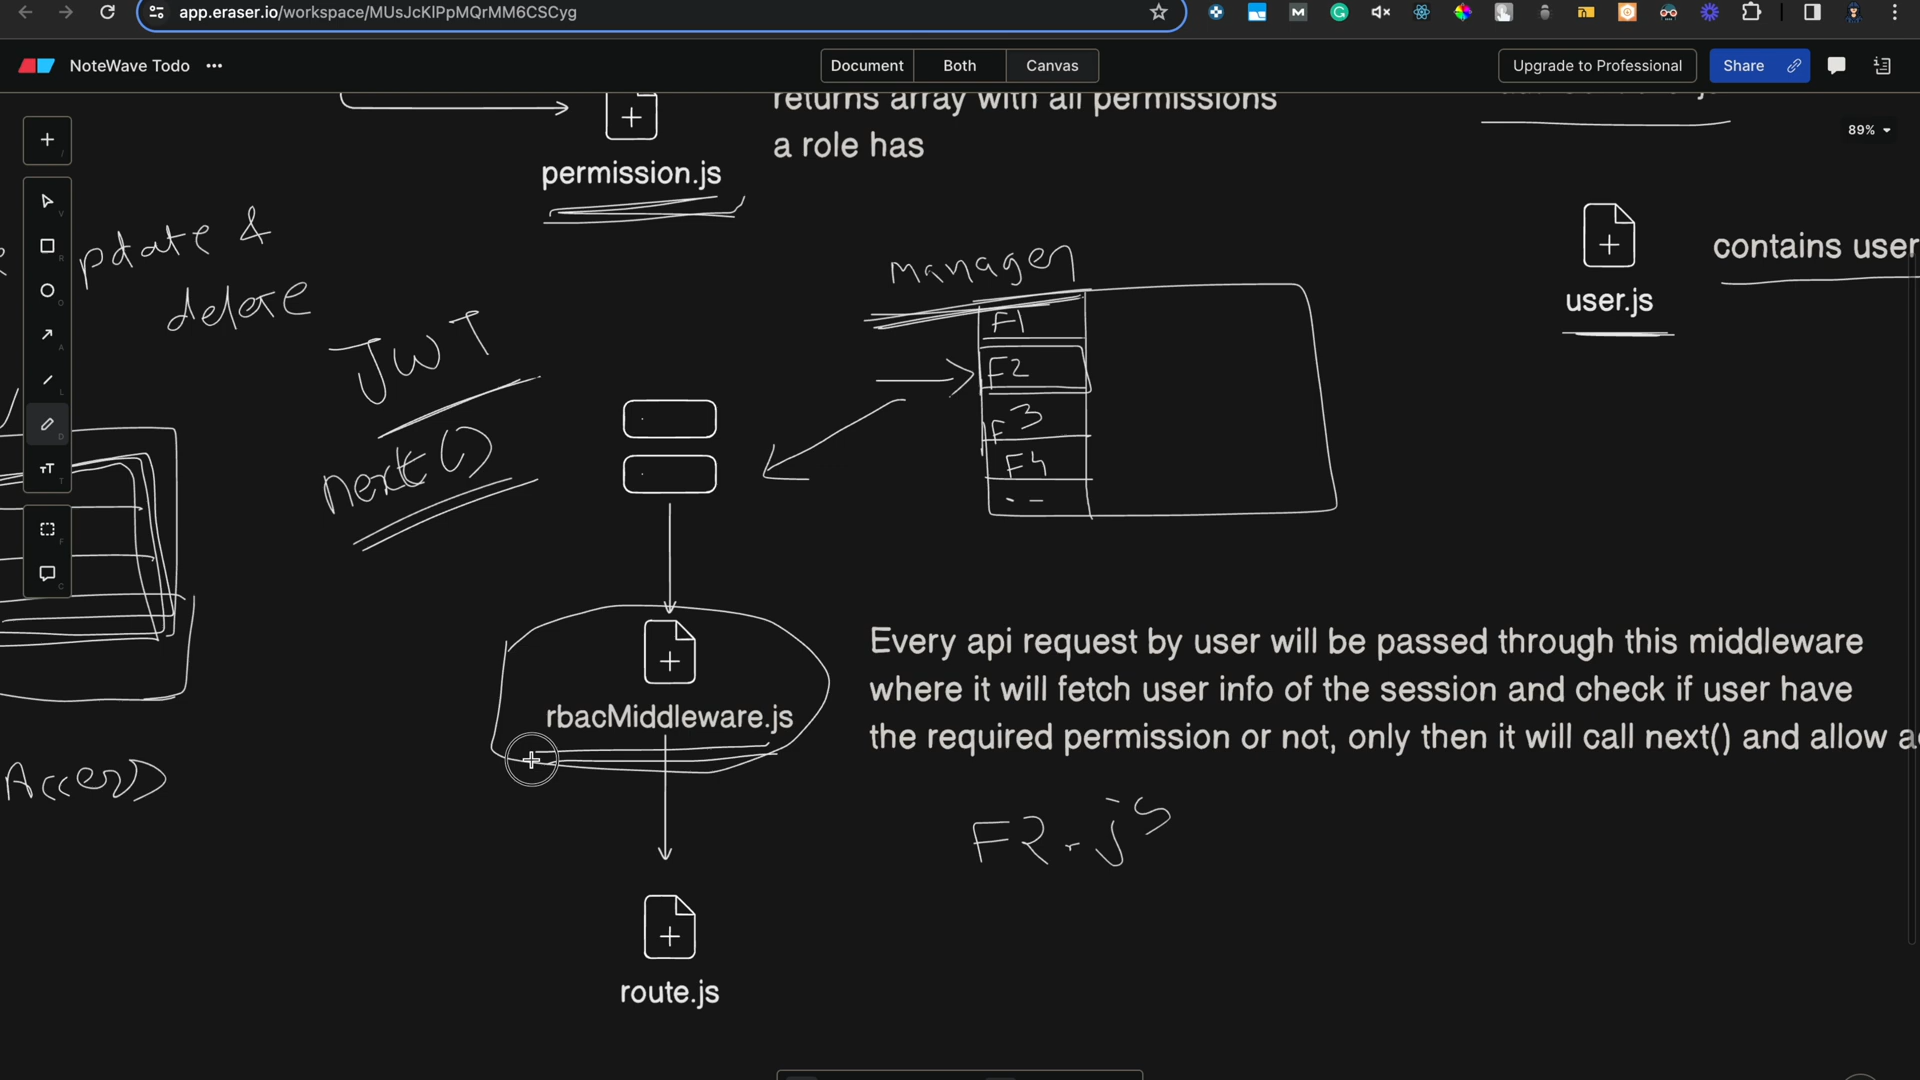 app.eraser.io/workspace/MUsJcKlPpMQrMM6CSCyg
NoteWave Todo
Document
Both
Canvas
Upgrade to Professional
Share
89%
returns array with all permissions
a role has
permission.js
pdate &
delete
JWT
next()
manager
F1
F2
F3
F4
contains user
user.js
Every api request by user will be passed through this middleware
where it will fetch user info of the session and check if user have
the required permission or not, only then it will call next() and allow
rbacMiddleware.js
Access
F2.js
route.js